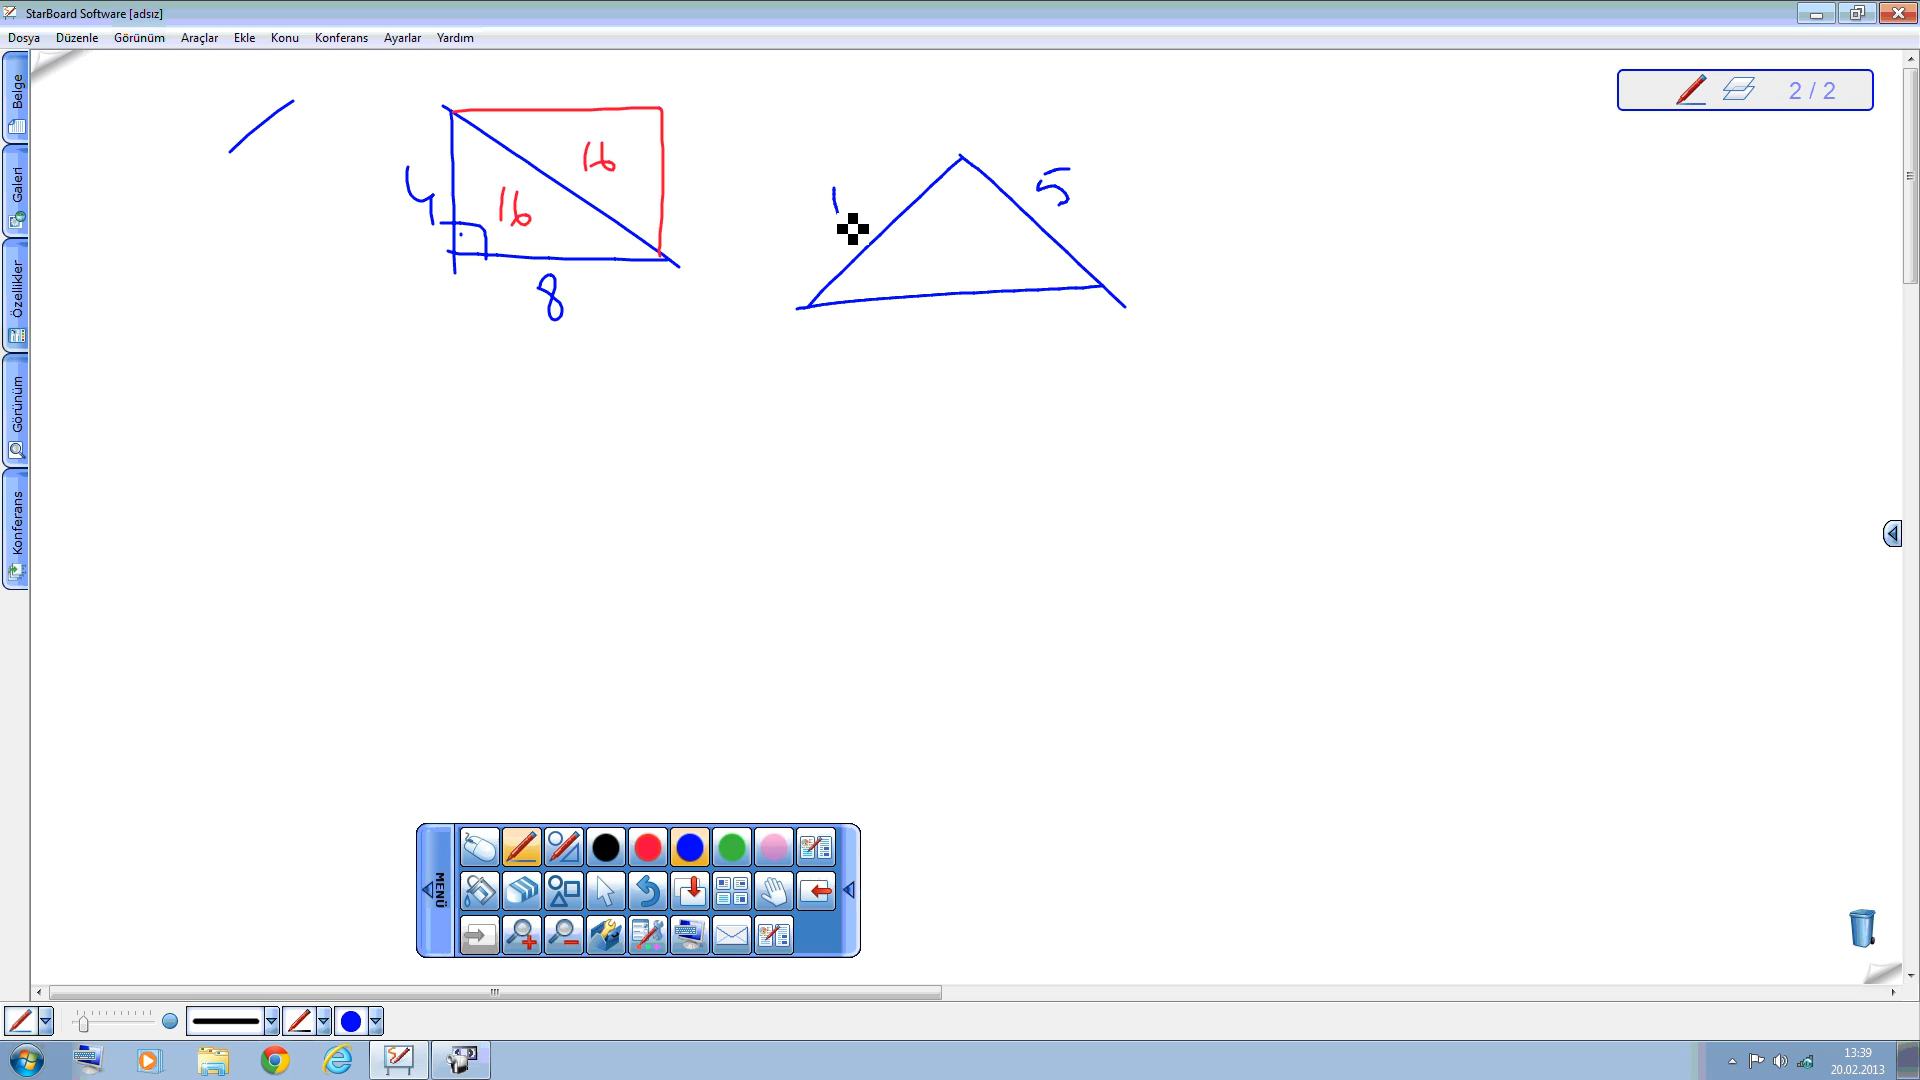 StarBoard Software [adsız]
Dosya Düzenle Görünüm Araçlar Ekle Konu Konferans Ayarlar Yardım
Belge
Galeri
Özellikler
Görünüm
Konferans
2 / 2
16
16
4
8
5
MENÜ
13:39
20.02.2013